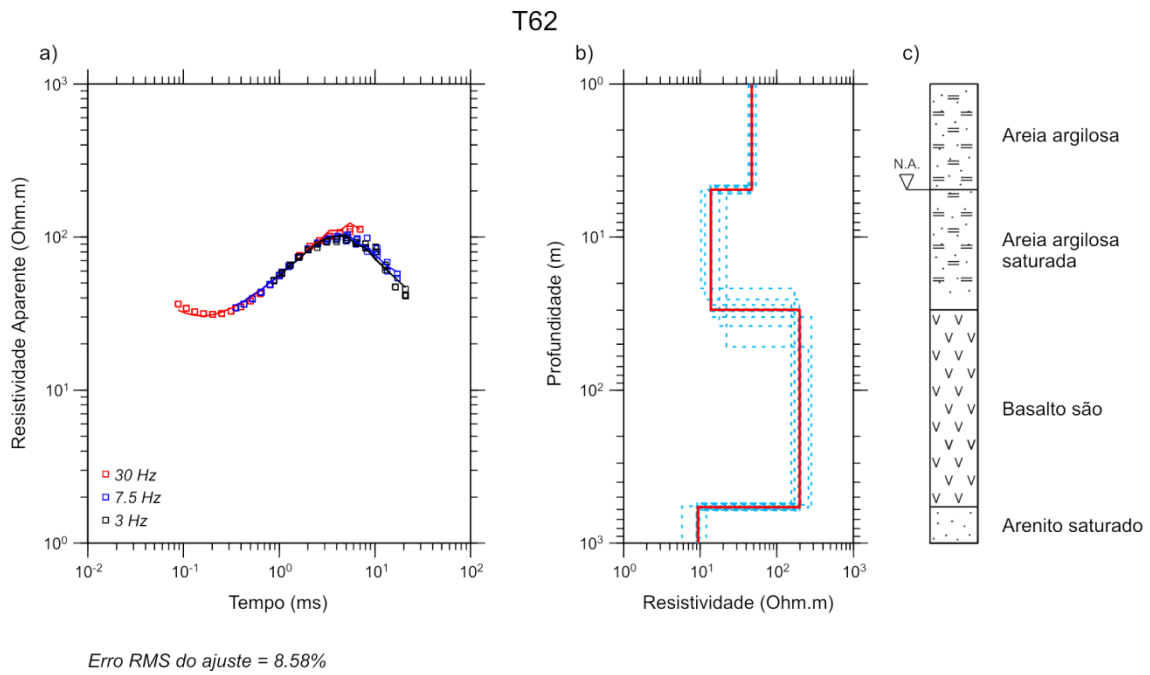 T62
a)
b)
c)
10³
10²
10¹
10⁰
Resistividade Aparente (Ohm.m)
30 Hz
7.5 Hz
3 Hz
10⁻²
10⁻¹
10⁰
10¹
10²
Tempo (ms)
10⁰
10¹
10²
10³
Profundidade (m)
10⁰
10¹
10²
10³
Resistividade (Ohm.m)
N.A.
Areia argilosa
Areia argilosa
saturada
Basalto são
Arenito saturado
Erro RMS do ajuste = 8.58%